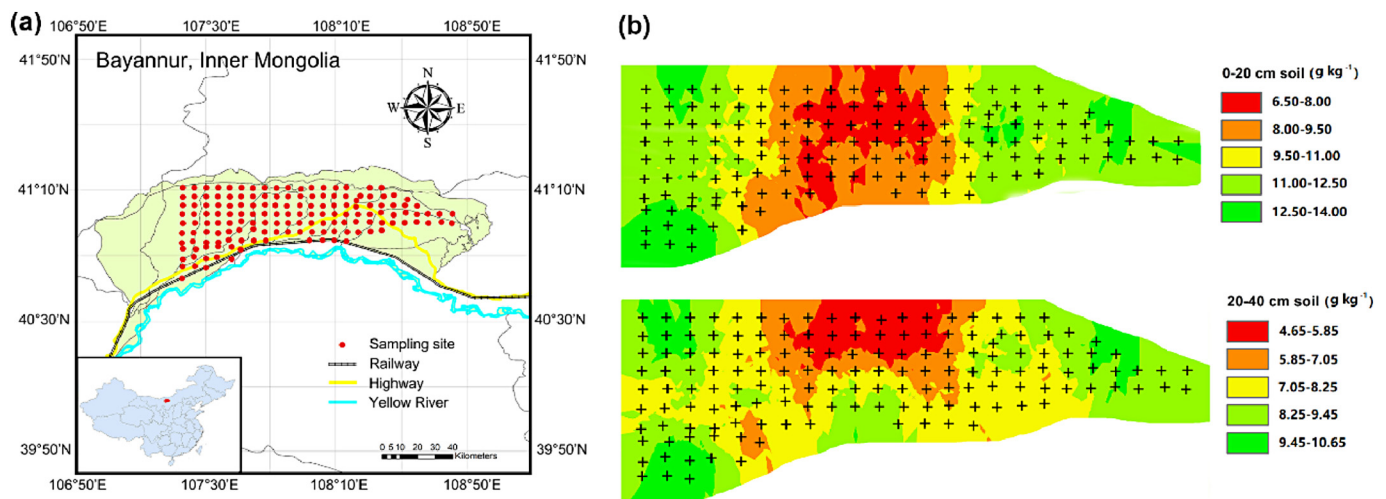 (a)
106°50'E 107°30'E 108°10'E 108°50'E
41°50'N
41°50'N
Bayannur, Inner Mongolia
N
W E
S
41°10'N
41°10'N
40°30'N
40°30'N
Sampling site
Railway
Highway
Yellow River
39°50'N
39°50'N
0 5 10 20 30 40
Kilometers
106°50'E 107°30'E 108°10'E 108°50'E
(b)
0-20 cm soil (g kg⁻¹)
6.50-8.00
8.00-9.50
9.50-11.00
11.00-12.50
12.50-14.00
20-40 cm soil (g kg⁻¹)
4.65-5.85
5.85-7.05
7.05-8.25
8.25-9.45
9.45-10.65